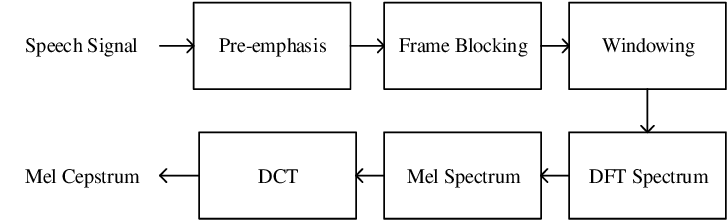 Speech Signal
Pre-emphasis
Frame Blocking
Windowing
Mel Cepstrum
DCT
Mel Spectrum
DFT Spectrum